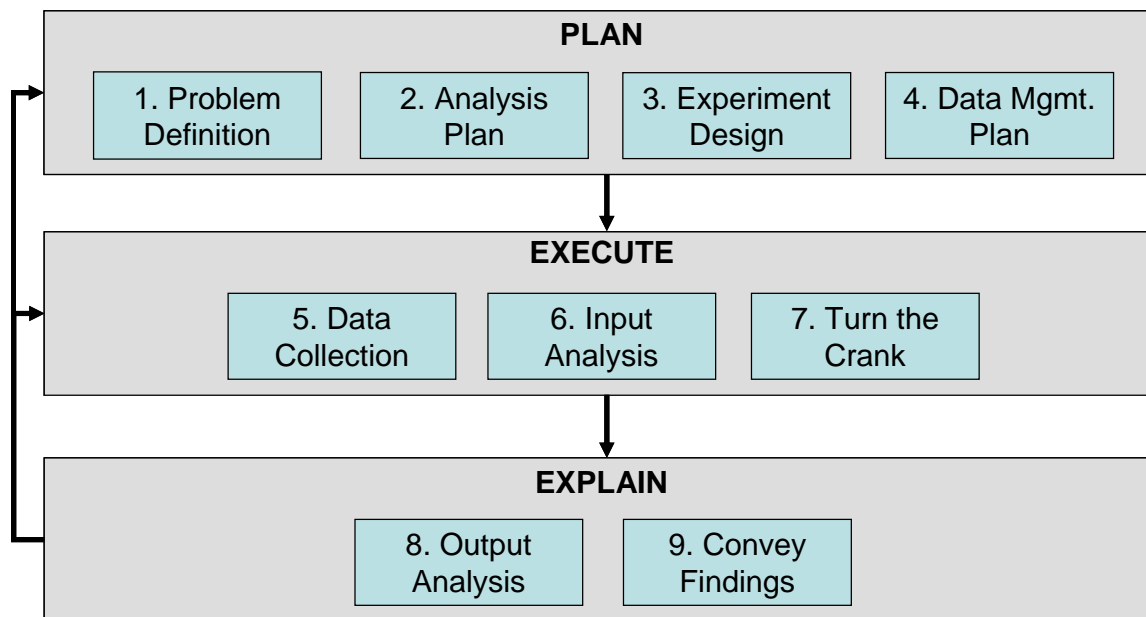 PLAN
1. Problem
Definition
2. Analysis
Plan
3. Experiment
Design
4. Data Mgmt.
Plan
EXECUTE
5. Data
Collection
6. Input
Analysis
7. Turn the
Crank
EXPLAIN
8. Output
Analysis
9. Convey
Findings